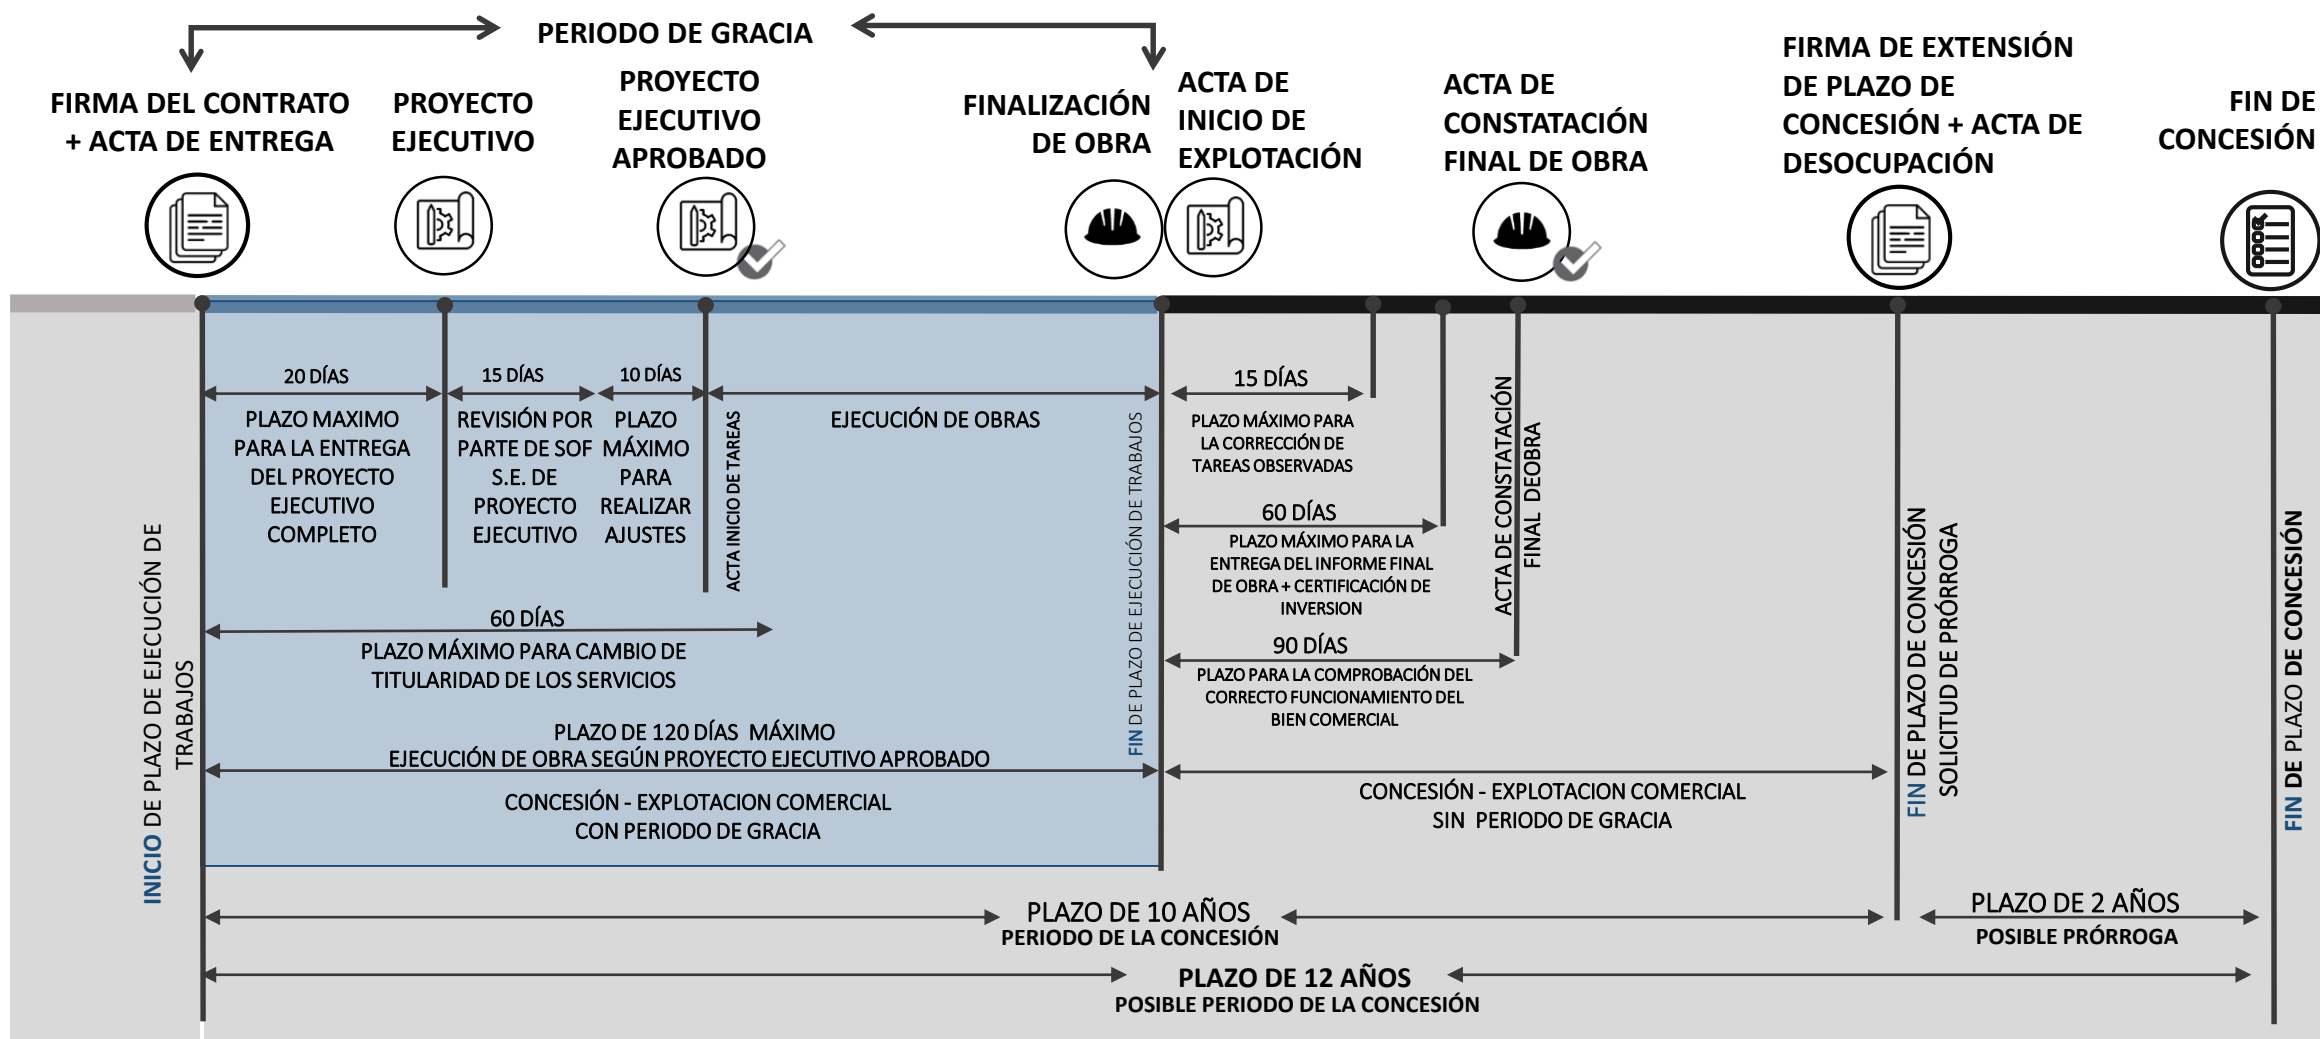 PERIODO DE GRACIA
FIRMA DEL CONTRATO
+ ACTA DE ENTREGA
PROYECTO
EJECUTIVO
PROYECTO
EJECUTIVO
APROBADO
FINALIZACIÓN
DE OBRA
ACTA DE
INICIO DE
EXPLOTACIÓN
ACTA DE
CONSTATACIÓN
FINAL DE OBRA
FIRMA DE EXTENSIÓN
DE PLAZO DE
CONCESIÓN + ACTA DE
DESOCUPACIÓN
FIN DE
CONCESIÓN
INICIO DE PLAZO DE EJECUCIÓN DE
TRABAJOS
20 DÍAS
PLAZO MAXIMO
PARA LA ENTREGA
DEL PROYECTO
EJECUTIVO
COMPLETO
15 DÍAS
REVISIÓN POR
PARTE DE SOF
S.E. DE
PROYECTO
EJECUTIVO
10 DÍAS
PLAZO
MÁXIMO
PARA
REALIZAR
AJUSTES
ACTA INICIO DE TAREAS
EJECUCIÓN DE OBRAS
60 DÍAS
PLAZO MÁXIMO PARA CAMBIO DE
TITULARIDAD DE LOS SERVICIOS
PLAZO DE 120 DÍAS MÁXIMO
EJECUCIÓN DE OBRA SEGÚN PROYECTO EJECUTIVO APROBADO
CONCESIÓN - EXPLOTACION COMERCIAL
CON PERIODO DE GRACIA
FIN DE PLAZO DE EJECUCIÓN DE TRABAJOS
15 DÍAS
PLAZO MÁXIMO PARA
LA CORRECCIÓN DE
TAREAS OBSERVADAS
60 DÍAS
PLAZO MÁXIMO PARA LA
ENTREGA DEL INFORME FINAL
DE OBRA + CERTIFICACIÓN DE
INVERSION
90 DÍAS
PLAZO PARA LA COMPROBACIÓN DEL
CORRECTO FUNCIONAMIENTO DEL
BIEN COMERCIAL
ACTA DE CONSTATACIÓN
FINAL DEOBRA
CONCESIÓN - EXPLOTACION COMERCIAL
SIN PERIODO DE GRACIA
FIN DE PLAZO DE CONCESIÓN
SOLICITUD DE PRÓRROGA
FIN DE PLAZO DE CONCESIÓN
PLAZO DE 10 AÑOS
PERIODO DE LA CONCESIÓN
PLAZO DE 2 AÑOS
POSIBLE PRÓRROGA
PLAZO DE 12 AÑOS
POSIBLE PERIODO DE LA CONCESIÓN